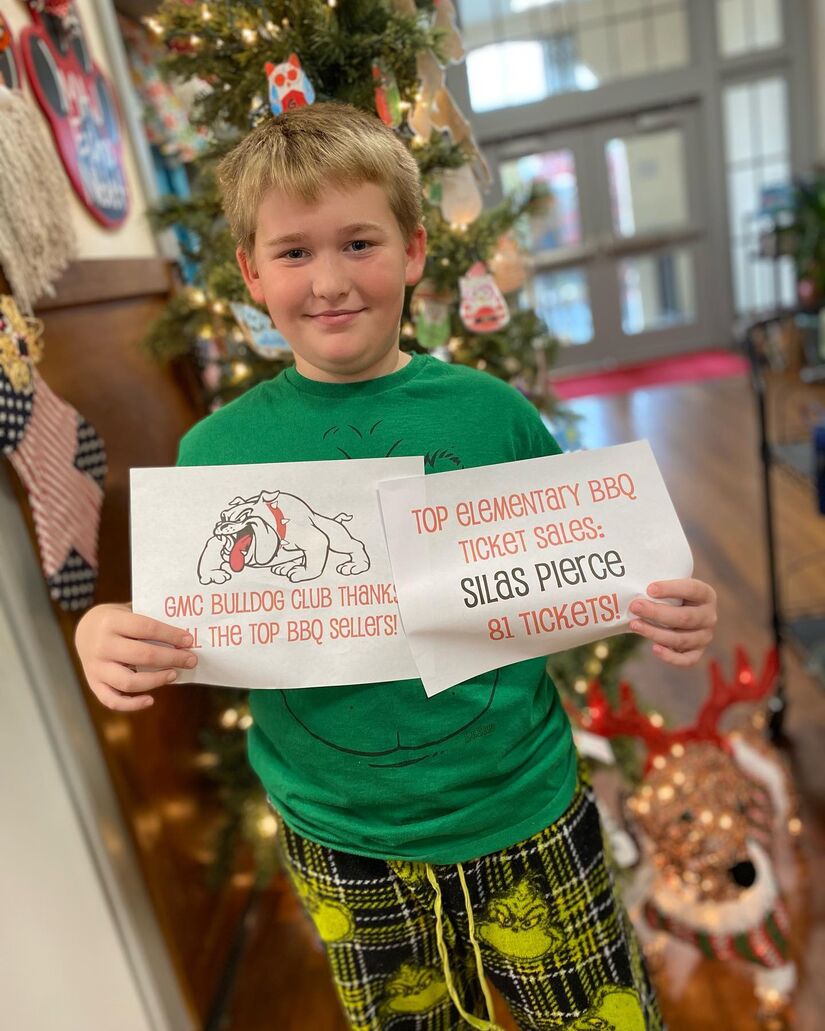 GMC BULLDOG CLUB THANKS
THE TOP BBQ SELLERS!
TOP ELEMENTARY BBQ
TICKET SALES:
SILAS PIERCE
81 TICKETS!